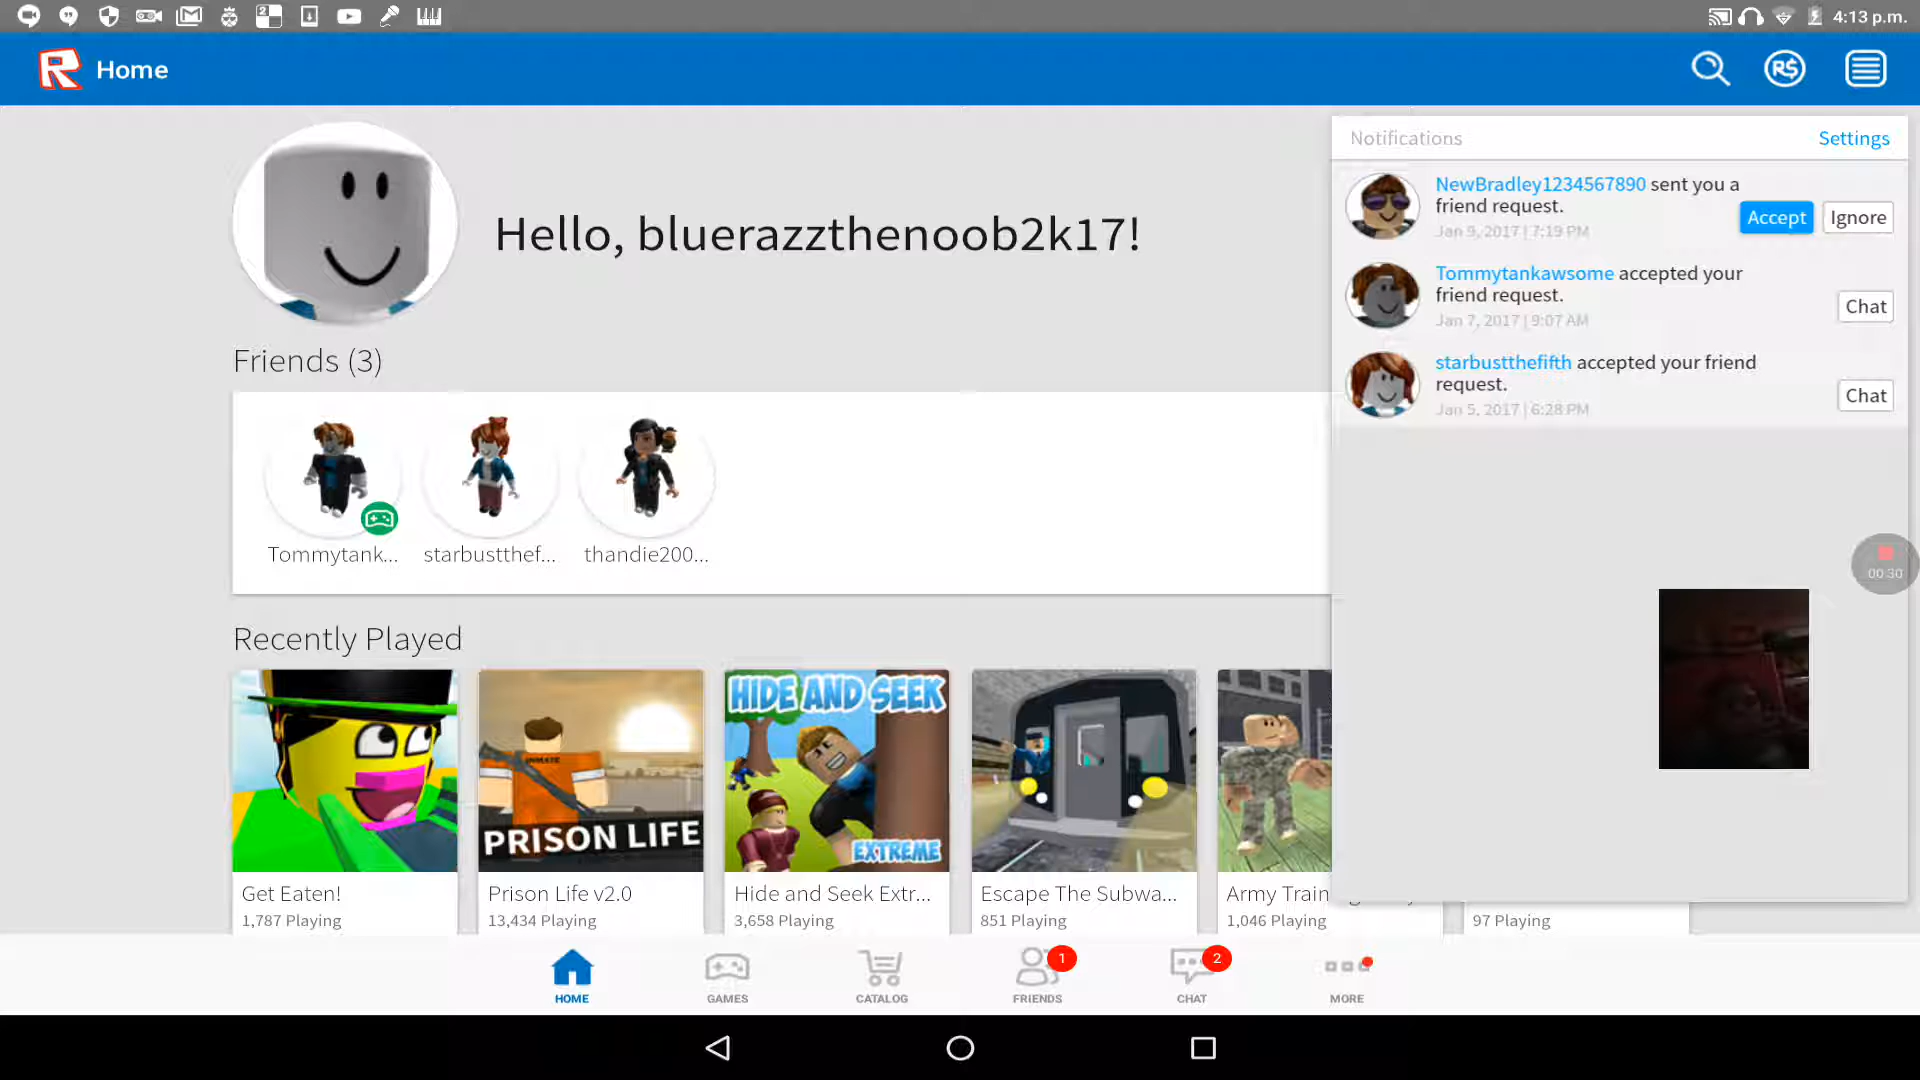 4:13 p.m.
Home
R$
Hello, bluerazzthenoob2k17!
Notifications
Settings
NewBradley1234567890 sent you a
friend request.
Jan 9, 2017 | 7:19 PM
Accept
Ignore
Tommytankawsome accepted your
friend request.
Jan 7, 2017 | 9:07 AM
Chat
starbustthefifth accepted your friend
request.
Jan 5, 2017 | 6:28 PM
Chat
Friends (3)
Tommytank...
starbustthef...
thandie200...
00:30
Recently Played
INMATE
PRISON LIFE
HIDE AND SEEK
EXTREME
Get Eaten!
1,787 Playing
Prison Life v2.0
13,434 Playing
Hide and Seek Extr...
3,658 Playing
Escape The Subwa...
851 Playing
Army Train
1,046 Playing
97 Playing
HOME
GAMES
CATALOG
1
FRIENDS
2
CHAT
MORE